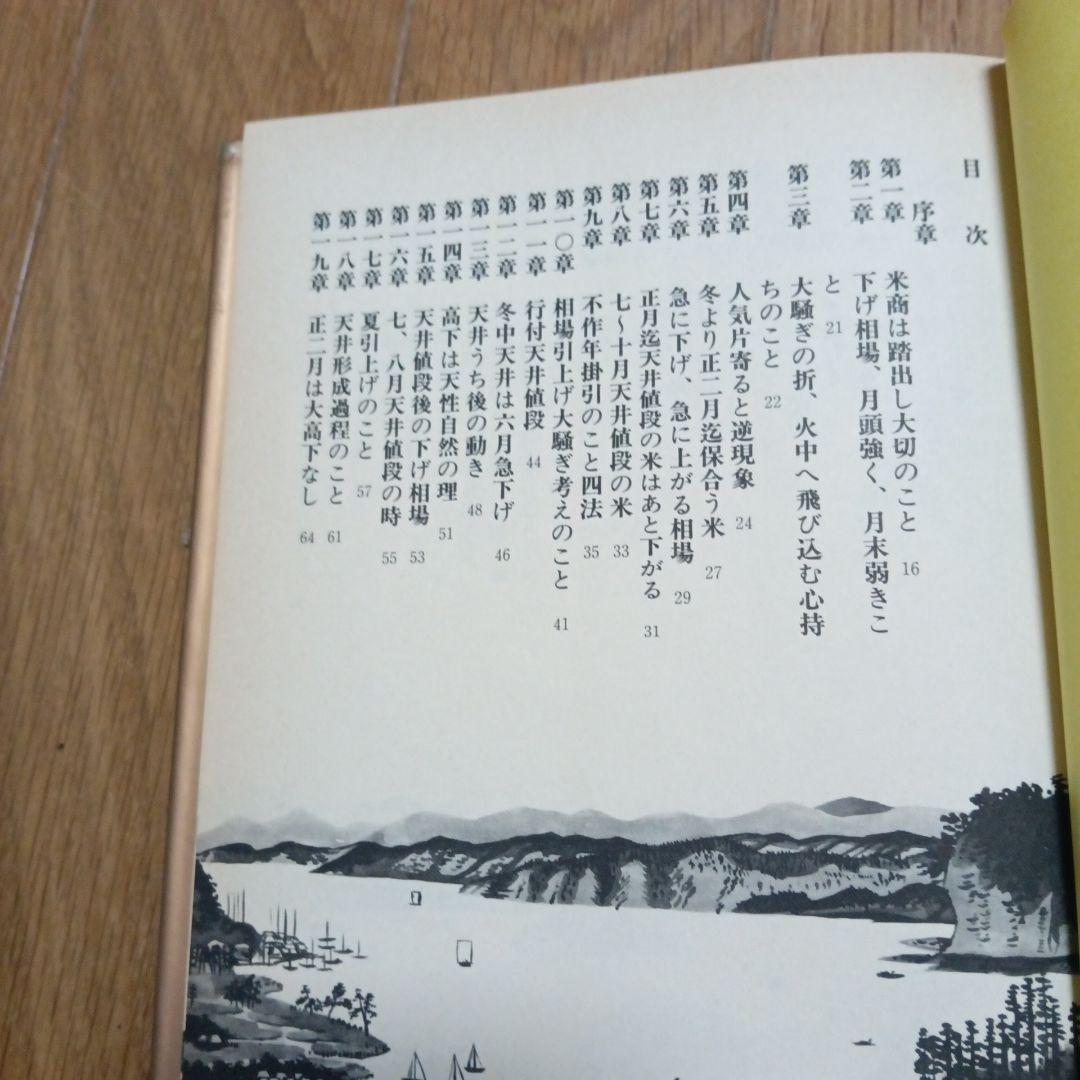 目次
序章
第一章 米商は踏出し大切のこと 16
第二章 下げ相場、月頭強く、月末弱きこ
と 21
第三章 大騒ぎの折、火中へ飛び込む心持
ちのこと 22
第四章 人気片寄ると逆現象 24
第五章 冬より正二月迄保合う米 27
第六章 急に下げ、急に上がる相場 29
第七章 正月迄天井値段の米はあと下がる 31
第八章 七〜十月天井値段の米 33
第九章 不作年掛引のこと四法 35
第一〇章 相場引上げ大騒ぎ考えのこと 41
第一一章 行付天井値段 44
第一二章 冬中天井は六月急下げ 46
第一三章 天井うち後の動き 48
第一四章 高下は天性自然の理 51
第一五章 天井値段後の下げ相場 53
第一六章 七、八月天井値段の時 55
第一七章 夏引上げのこと 57
第一八章 天井形成過程のこと 61
第一九章 正二月は大高下なし 64